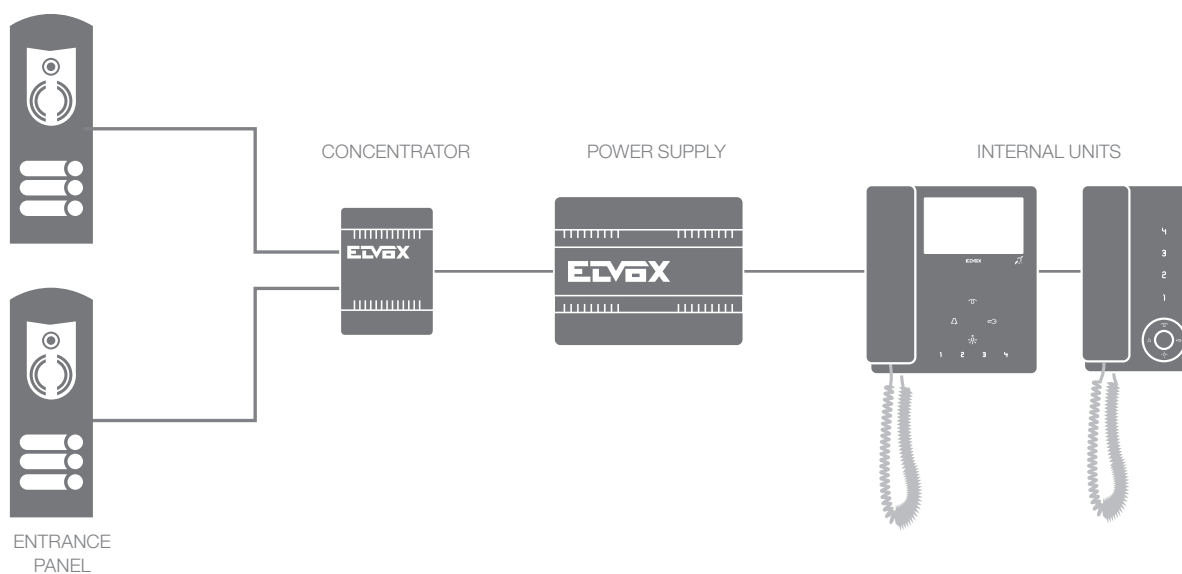 CONCENTRATOR
POWER SUPPLY
INTERNAL UNITS
ELVOX
ELVOX
ELVOX
1 2 3 4
4
3
2
1
ENTRANCE
PANEL